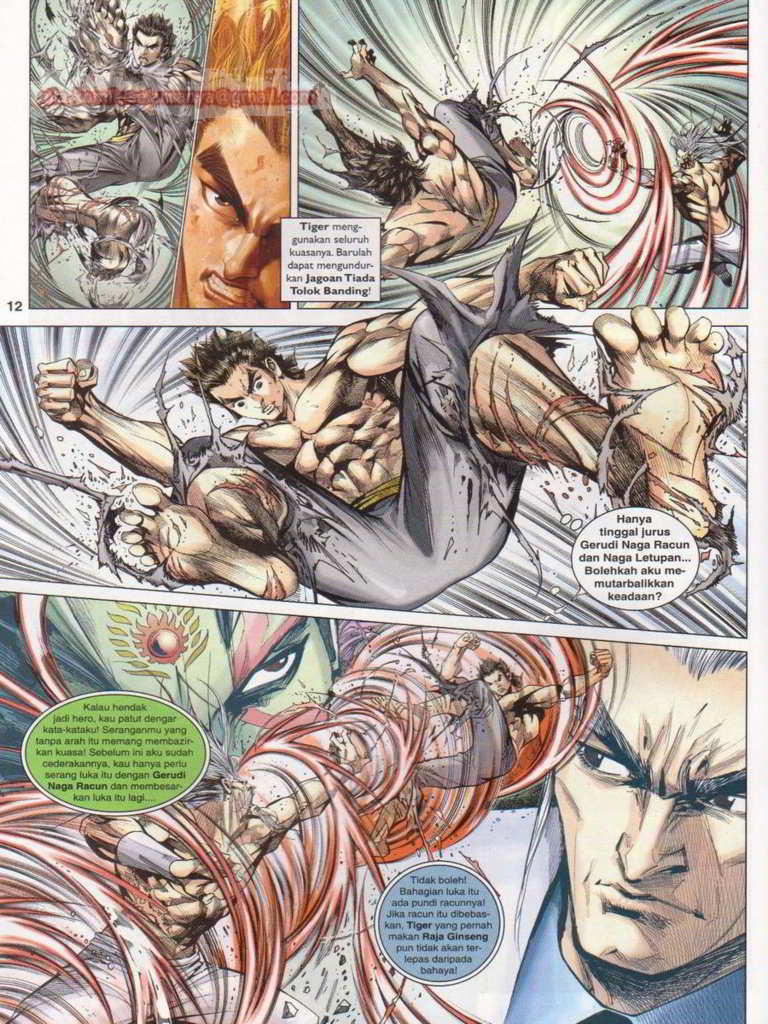 Tiger meng-
gunakan seluruh
kuasanya. Barulah
dapat mengundur-
kan Jagoan Tiada
Tolok Banding!
12
Hanya
tinggal jurus
Gerudi Naga Racun
dan Naga Letupan...
Bolehkah aku me-
mutarbalikkan
keadaan?
Kalau hendak
jadi hero, kau patut dengar
kata-kataku! Seranganmu yang
tanpa arah itu memang membazir-
kan kuasa! Sebelum ini aku sudah
cederakannya, kau hanya perlu
serang luka itu dengan Gerudi
Naga Racun dan membesar-
kan luka itu lagi....
Tidak boleh!
Bahagian luka itu
ada pundi racunnya!
Jika racun itu dibebas-
kan, Tiger yang pernah
makan Raja Ginseng
pun tidak akan ter-
lepas daripada
bahaya!